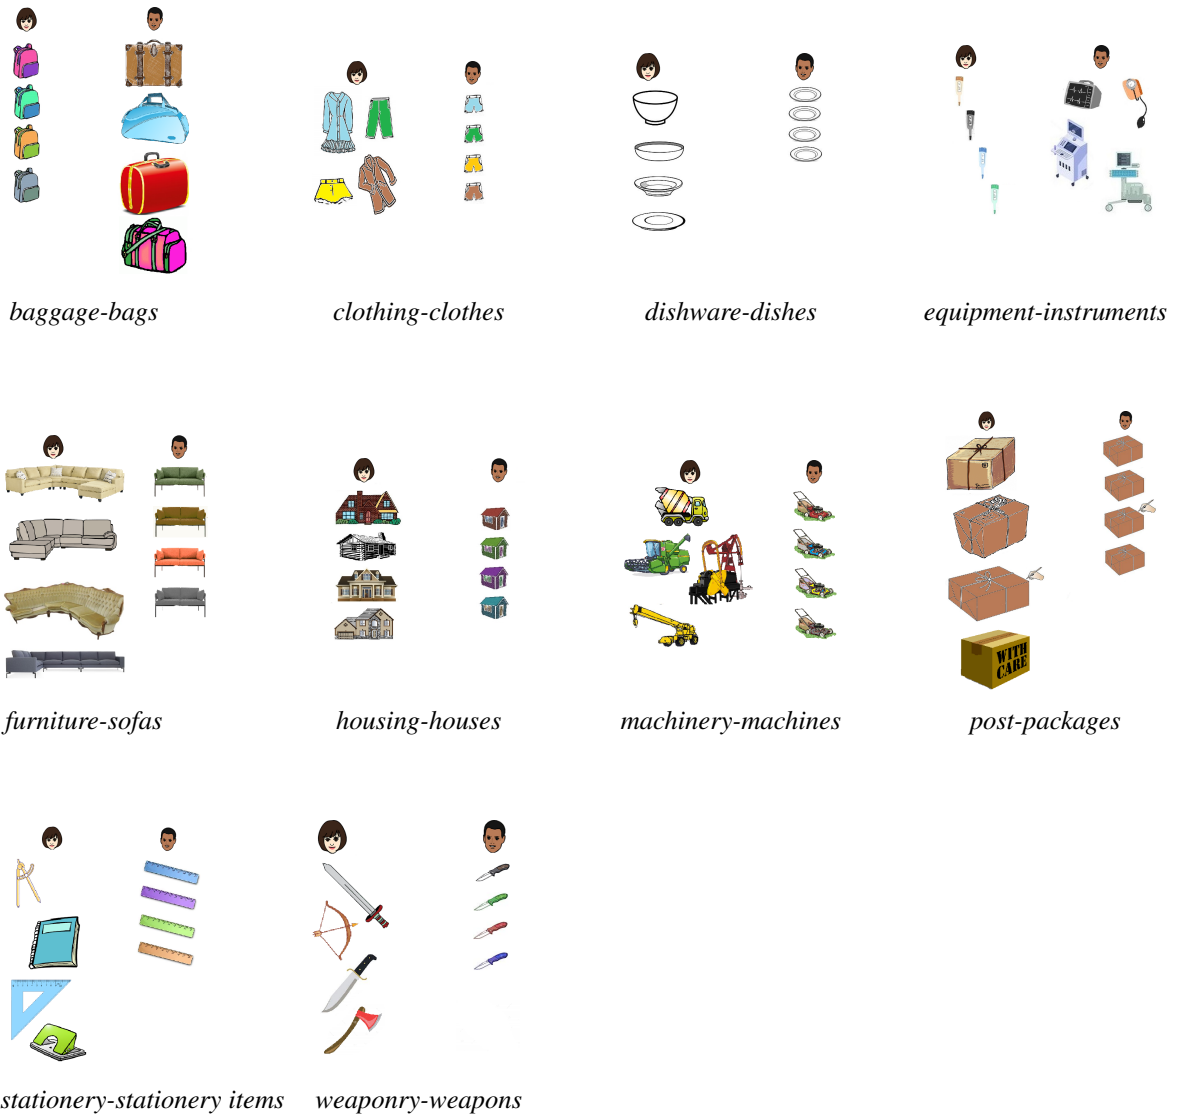 baggage-bags
clothing-clothes
dishware-dishes
equipment-instruments
furniture-sofas
housing-houses
machinery-machines
WITH
CARE
post-packages
stationery-stationery items
weaponry-weapons